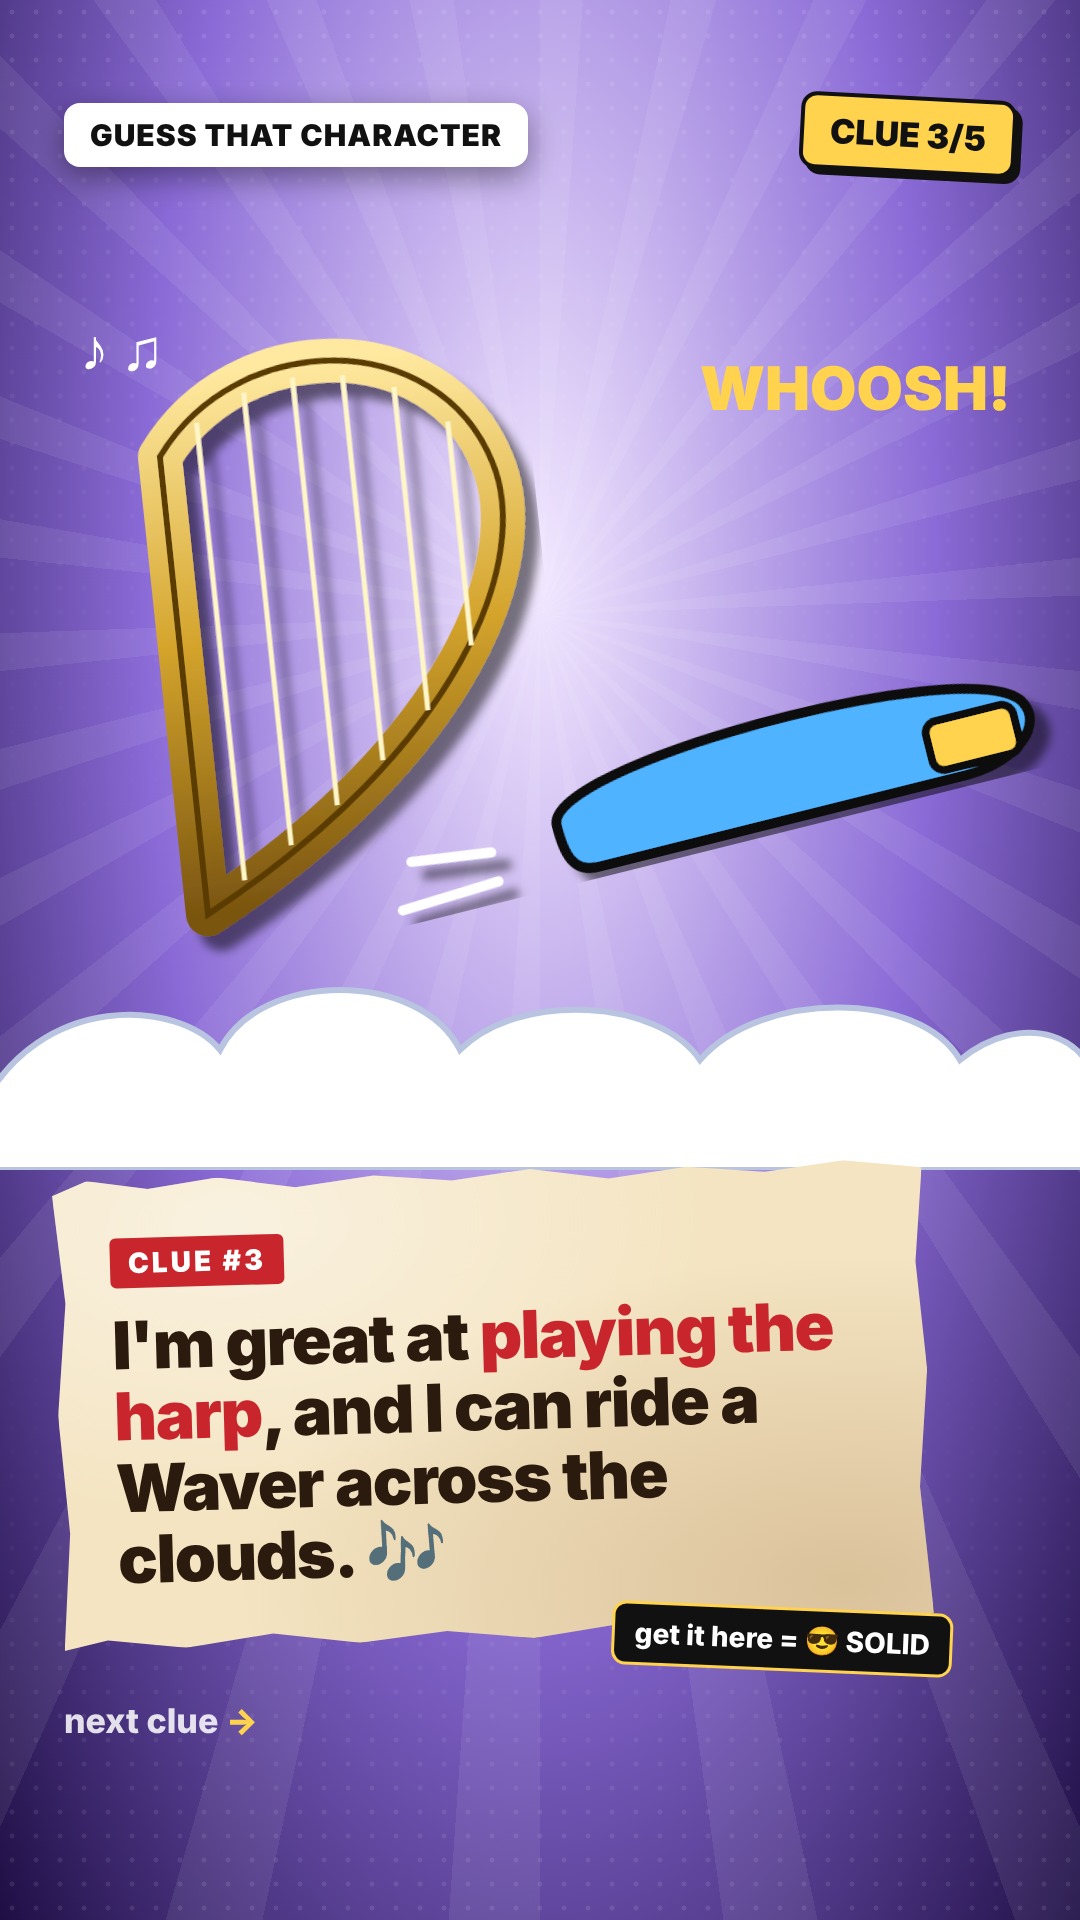 GUESS THAT CHARACTER
CLUE 3/5
♪ ♫
WHOOSH!
CLUE #3
I'm great at playing the
harp, and I can ride a
Waver across the
clouds. 🎶
get it here = 😎 SOLID
next clue →